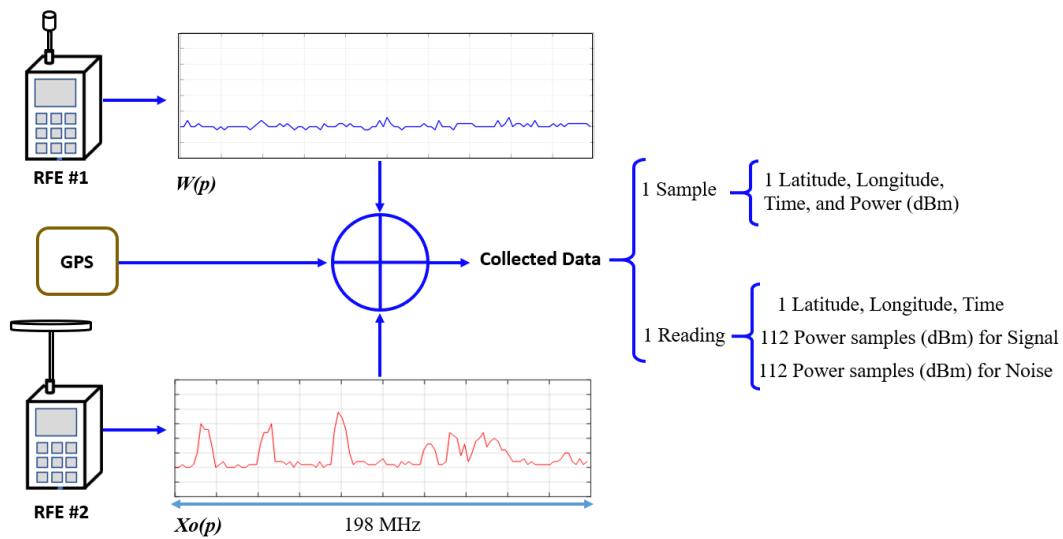 RFE #1
W(p)
GPS
Collected Data
1 Sample
1 Latitude, Longitude,
Time, and Power (dBm)
1 Reading
1 Latitude, Longitude, Time
112 Power samples (dBm) for Signal
112 Power samples (dBm) for Noise
RFE #2
Xo(p)
198 MHz